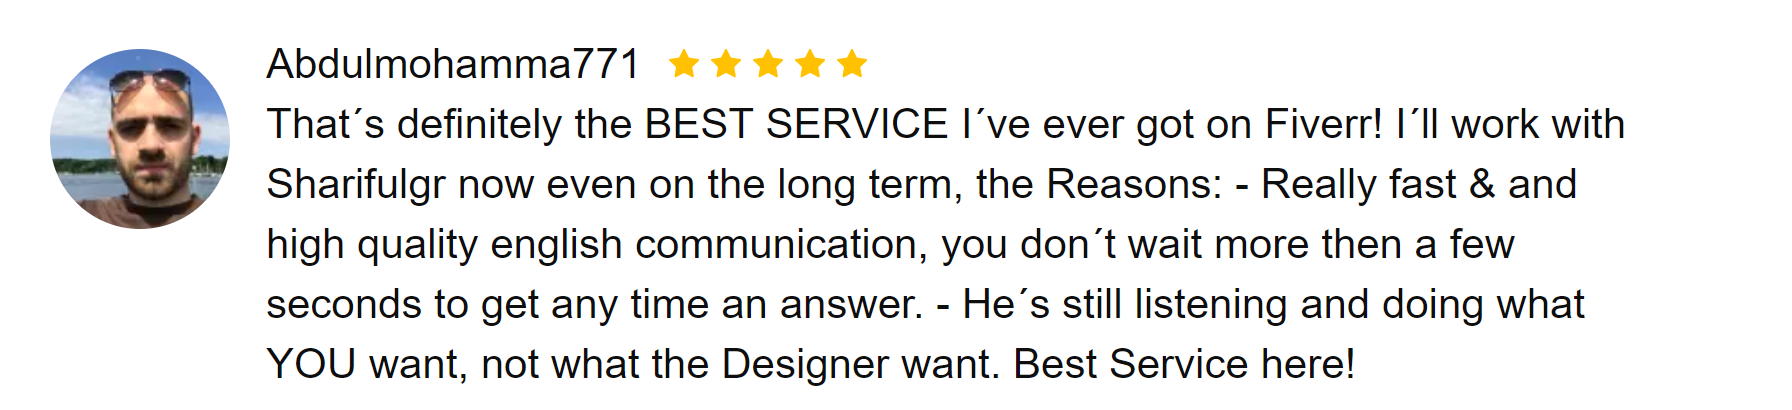 Abdulmohamma771
That´s definitely the BEST SERVICE I´ve ever got on Fiverr! I´ll work with
Sharifulgr now even on the long term, the Reasons: - Really fast & and
high quality english communication, you don´t wait more then a few
seconds to get any time an answer. - He´s still listening and doing what
YOU want, not what the Designer want. Best Service here!